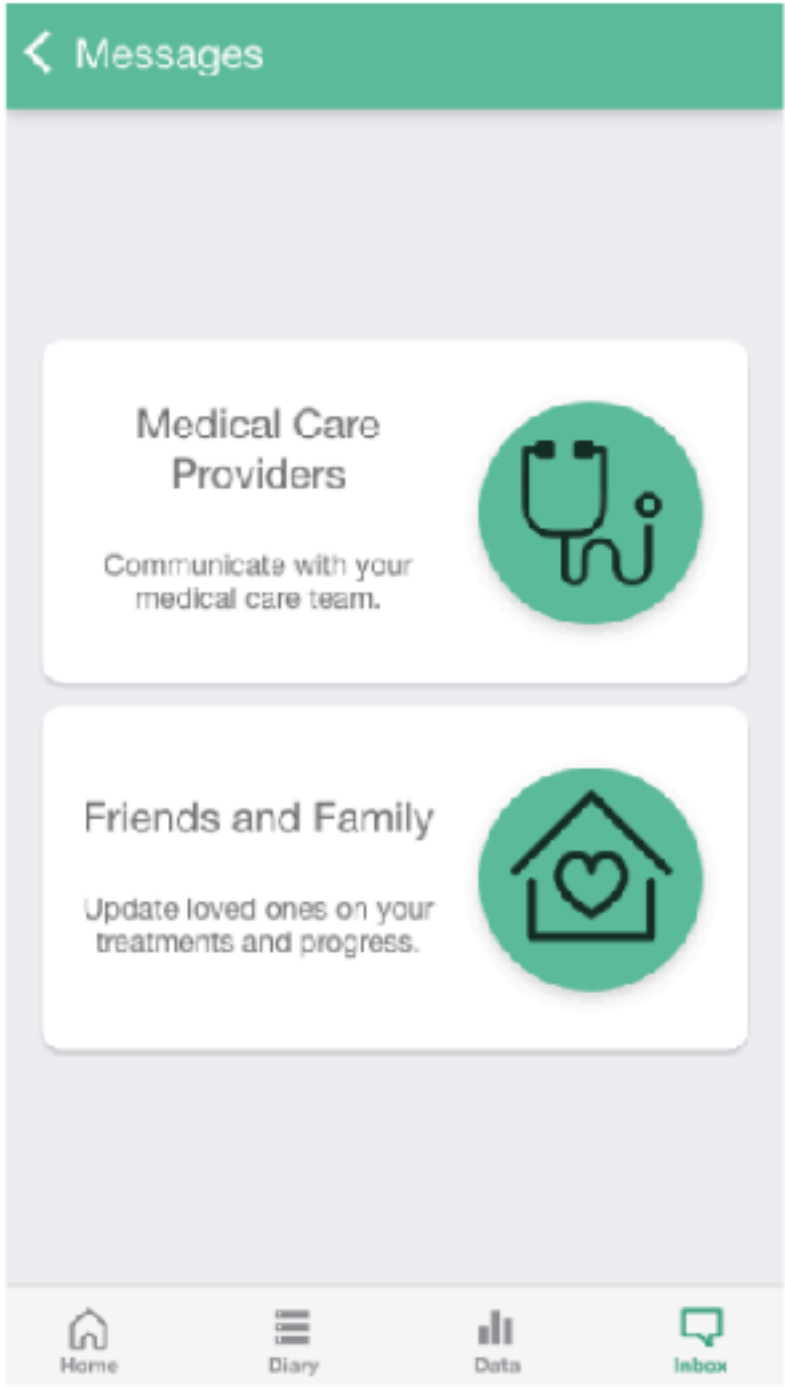 Messages
Medical Care
Providers
Communicate with your
medical care team.
Friends and Family
Update loved ones on your
treatments and progress.
Home
Diary
Data
Inbox